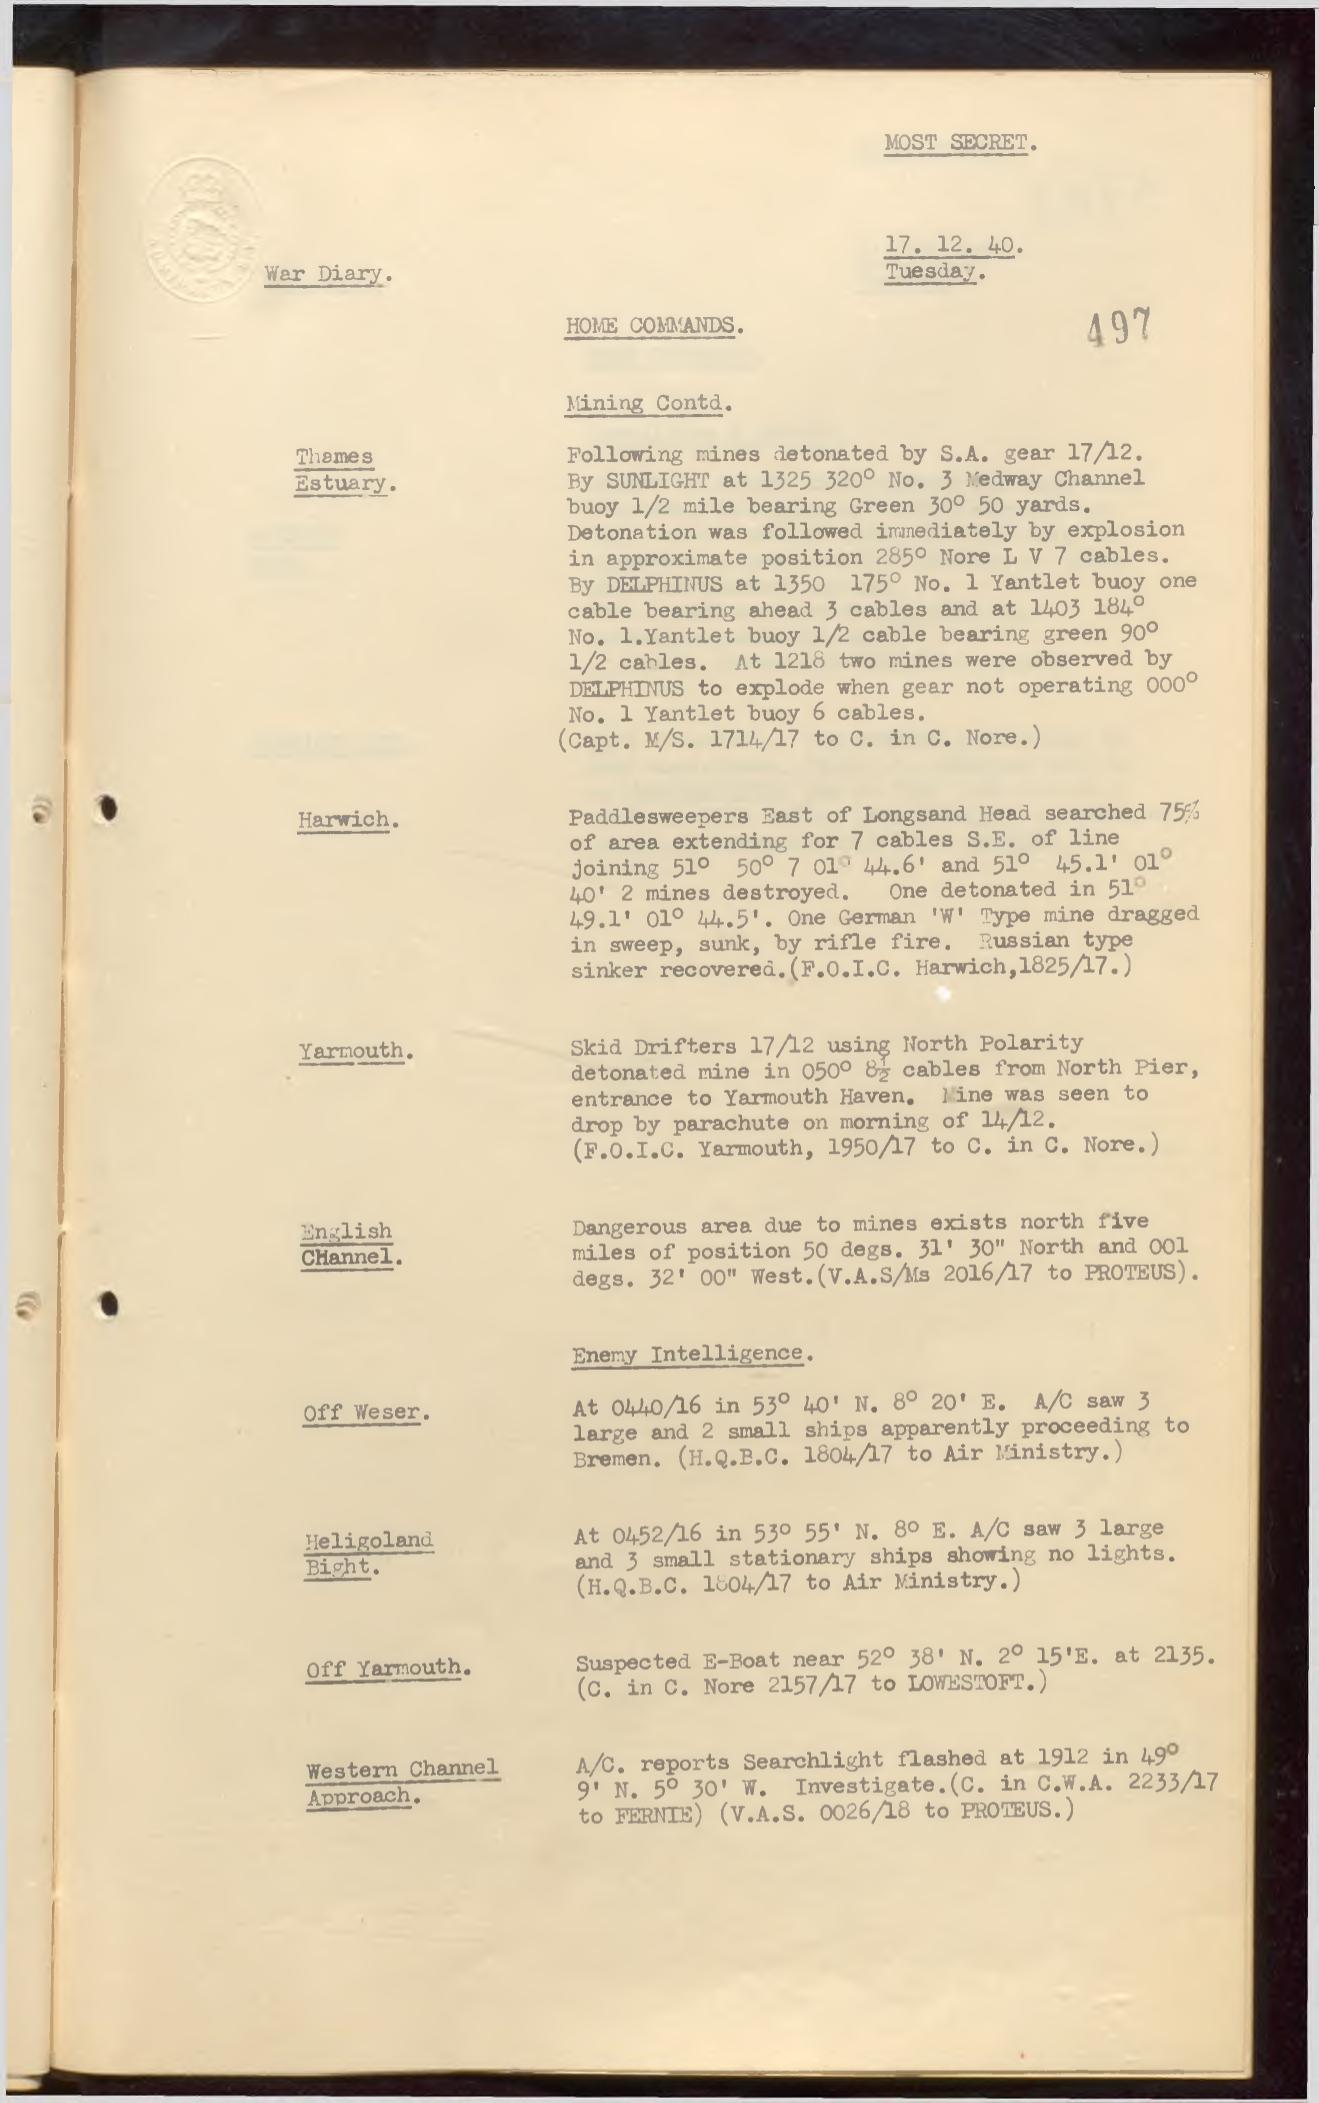 MOST SECRET.
17. 12. 40.
Tuesday.
War Diary.
HOME COMMANDS.
497
Mining Contd.
Thames
Estuary.
Following mines detonated by S.A. gear 17/12.
By SUNLIGHT at 1325 320° No. 3 Medway Channel
buoy 1/2 mile bearing Green 30° 50 yards.
Detonation was followed immediately by explosion
in approximate position 285° Nore L V 7 cables.
By DELPHINUS at 1350 175° No. 1 Yantlet buoy one
cable bearing ahead 3 cables and at 1403 184°
No. 1.Yantlet buoy 1/2 cable bearing green 90°
1/2 cables. At 1218 two mines were observed by
DELPHINUS to explode when gear not operating 000°
No. 1 Yantlet buoy 6 cables.
(Capt. M/S. 1714/17 to C. in C. Nore.)
Harwich.
Paddlesweepers East of Longsand Head searched 75%
of area extending for 7 cables S.E. of line
joining 51° 50° 7 01° 44.6' and 51° 45.1' 01°
40' 2 mines destroyed. One detonated in 51°
49.1' 01° 44.5'. One German 'W' Type mine dragged
in sweep, sunk, by rifle fire. Russian type
sinker recovered.(F.O.I.C. Harwich,1825/17.)
Yarmouth.
Skid Drifters 17/12 using North Polarity
detonated mine in 050° 8½ cables from North Pier,
entrance to Yarmouth Haven. Mine was seen to
drop by parachute on morning of 14/12.
(F.O.I.C. Yarmouth, 1950/17 to C. in C. Nore.)
English
CHannel.
Dangerous area due to mines exists north five
miles of position 50 degs. 31' 30" North and 001
degs. 32' 00" West.(V.A.S/Ms 2016/17 to PROTEUS).
Enemy Intelligence.
Off Weser.
At 0440/16 in 53° 40' N. 8° 20' E. A/C saw 3
large and 2 small ships apparently proceeding to
Bremen. (H.Q.B.C. 1804/17 to Air Ministry.)
Heligoland
Bight.
At 0452/16 in 53° 55' N. 8° E. A/C saw 3 large
and 3 small stationary ships showing no lights.
(H.Q.B.C. 1804/17 to Air Ministry.)
Off Yarmouth.
Suspected E-Boat near 52° 38' N. 2° 15'E. at 2135.
(C. in C. Nore 2157/17 to LOWESTOFT.)
Western Channel
Approach.
A/C. reports Searchlight flashed at 1912 in 49°
9' N. 5° 30' W. Investigate.(C. in C.W.A. 2233/17
to FERNIE) (V.A.S. 0026/18 to PROTEUS.)